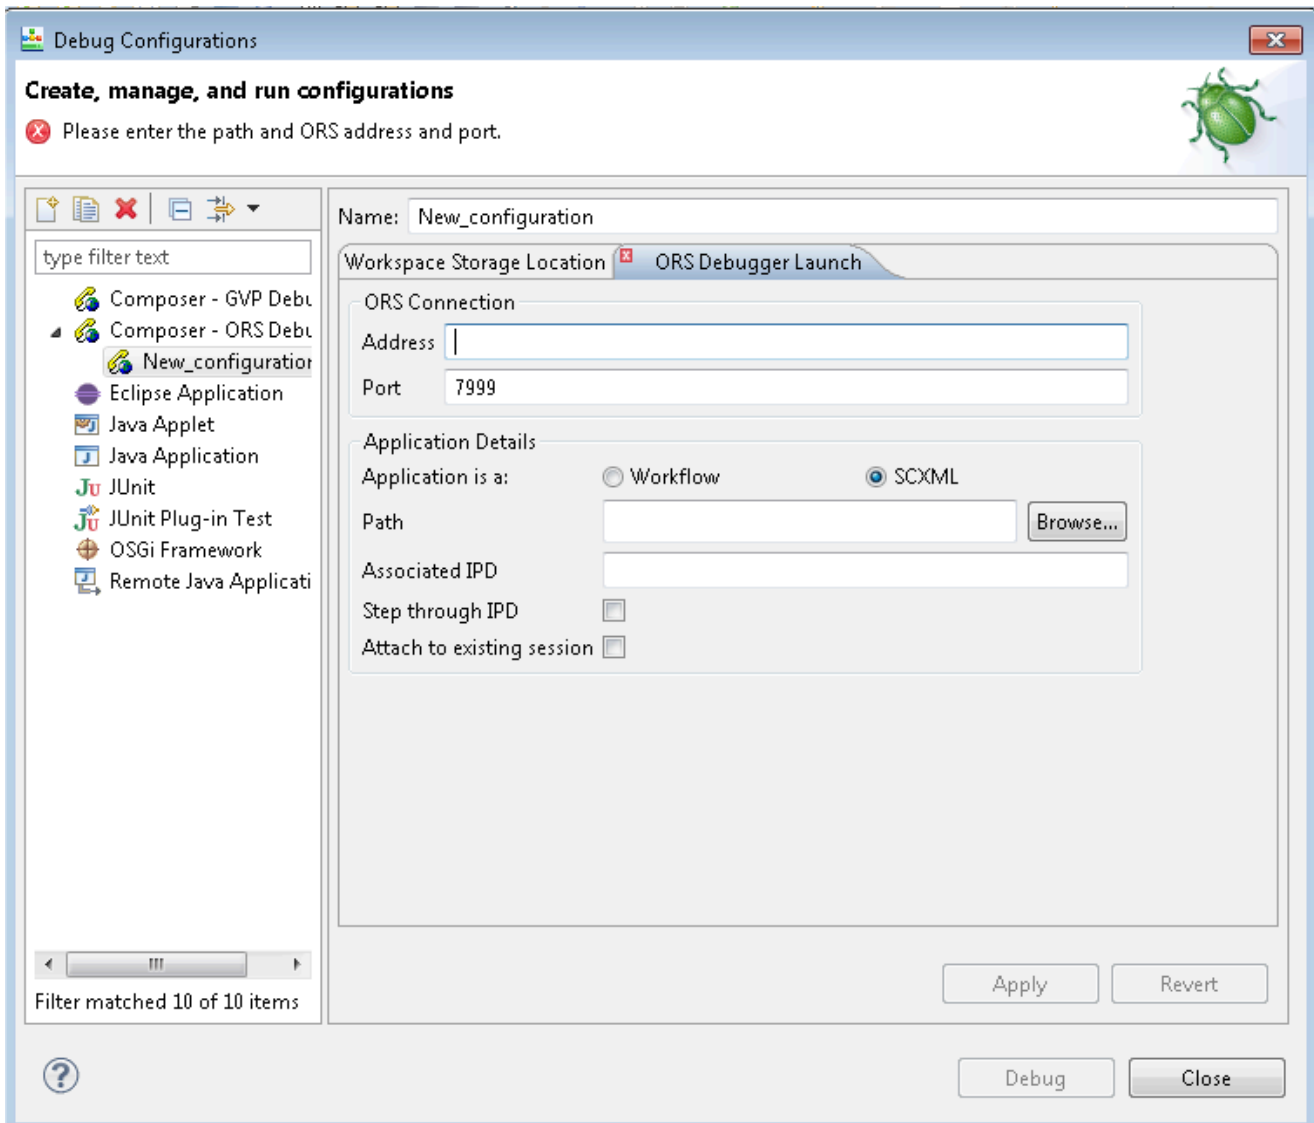 Debug Configurations
Create, manage, and run configurations
Please enter the path and ORS address and port.
type filter text
Composer - GVP Debu
Composer - ORS Debu
New_configuration
Eclipse Application
Java Applet
Java Application
JUnit
JUnit Plug-in Test
OSGi Framework
Remote Java Applicati
Filter matched 10 of 10 items
Name: New_configuration
Workspace Storage Location ORS Debugger Launch
ORS Connection
Address
Port 7999
Application Details
Application is a: Workflow SCXML
Path Browse...
Associated IPD
Step through IPD
Attach to existing session
Apply Revert
Debug Close